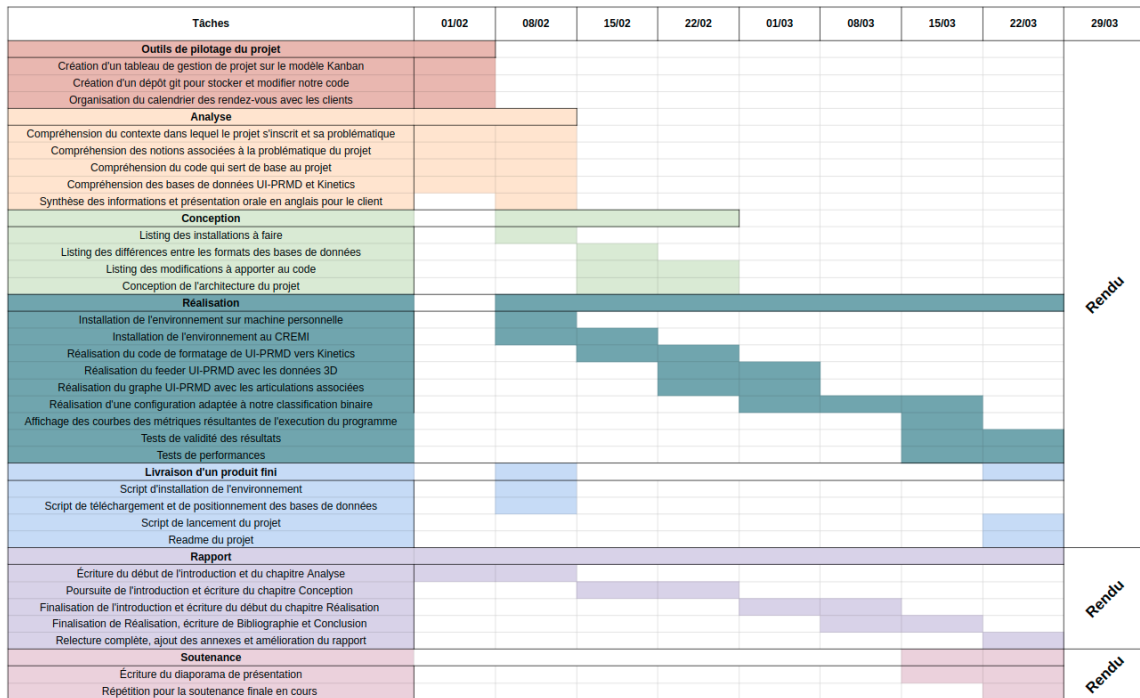 Tâches 01/02 08/02 15/02 22/02 01/03 08/03 15/03 22/03 29/03
Outils de pilotage du projet
Création d'un tableau de gestion de projet sur le modèle Kanban
Création d'un dépôt git pour stocker et modifier notre code
Organisation du calendrier des rendez-vous avec les clients
Analyse
Compréhension du contexte dans lequel le projet s'inscrit et sa problématique
Compréhension des notions associées à la problématique du projet
Compréhension du code qui sert de base au projet
Compréhension des bases de données UI-PRMD et Kinetics
Synthèse des informations et présentation orale en anglais pour le client
Conception
Listing des installations à faire
Listing des différences entre les formats des bases de données
Listing des modifications à apporter au code
Conception de l'architecture du projet
Rendu
Réalisation
Installation de l'environnement sur machine personnelle
Installation de l'environnement au CREMI
Réalisation du code de formatage de UI-PRMD vers Kinetics
Réalisation du feeder UI-PRMD avec les données 3D
Réalisation du graphe UI-PRMD avec les articulations associées
Réalisation d'une configuration adaptée à notre classification binaire
Affichage des courbes des métriques résultantes de l'execution du programme
Tests de validité des résultats
Tests de performances
Livraison d'un produit fini
Script d'installation de l'environnement
Script de téléchargement et de positionnement des bases de données
Script de lancement du projet
Readme du projet
Rapport
Écriture du début de l'introduction et du chapitre Analyse
Poursuite de l'introduction et écriture du chapitre Conception
Finalisation de l'introduction et écriture du début du chapitre Réalisation
Finalisation de Réalisation, écriture de Bibliographie et Conclusion
Relecture complète, ajout des annexes et amélioration du rapport
Rendu
Soutenance
Écriture du diaporama de présentation
Répétition pour la soutenance finale en cours
Rendu